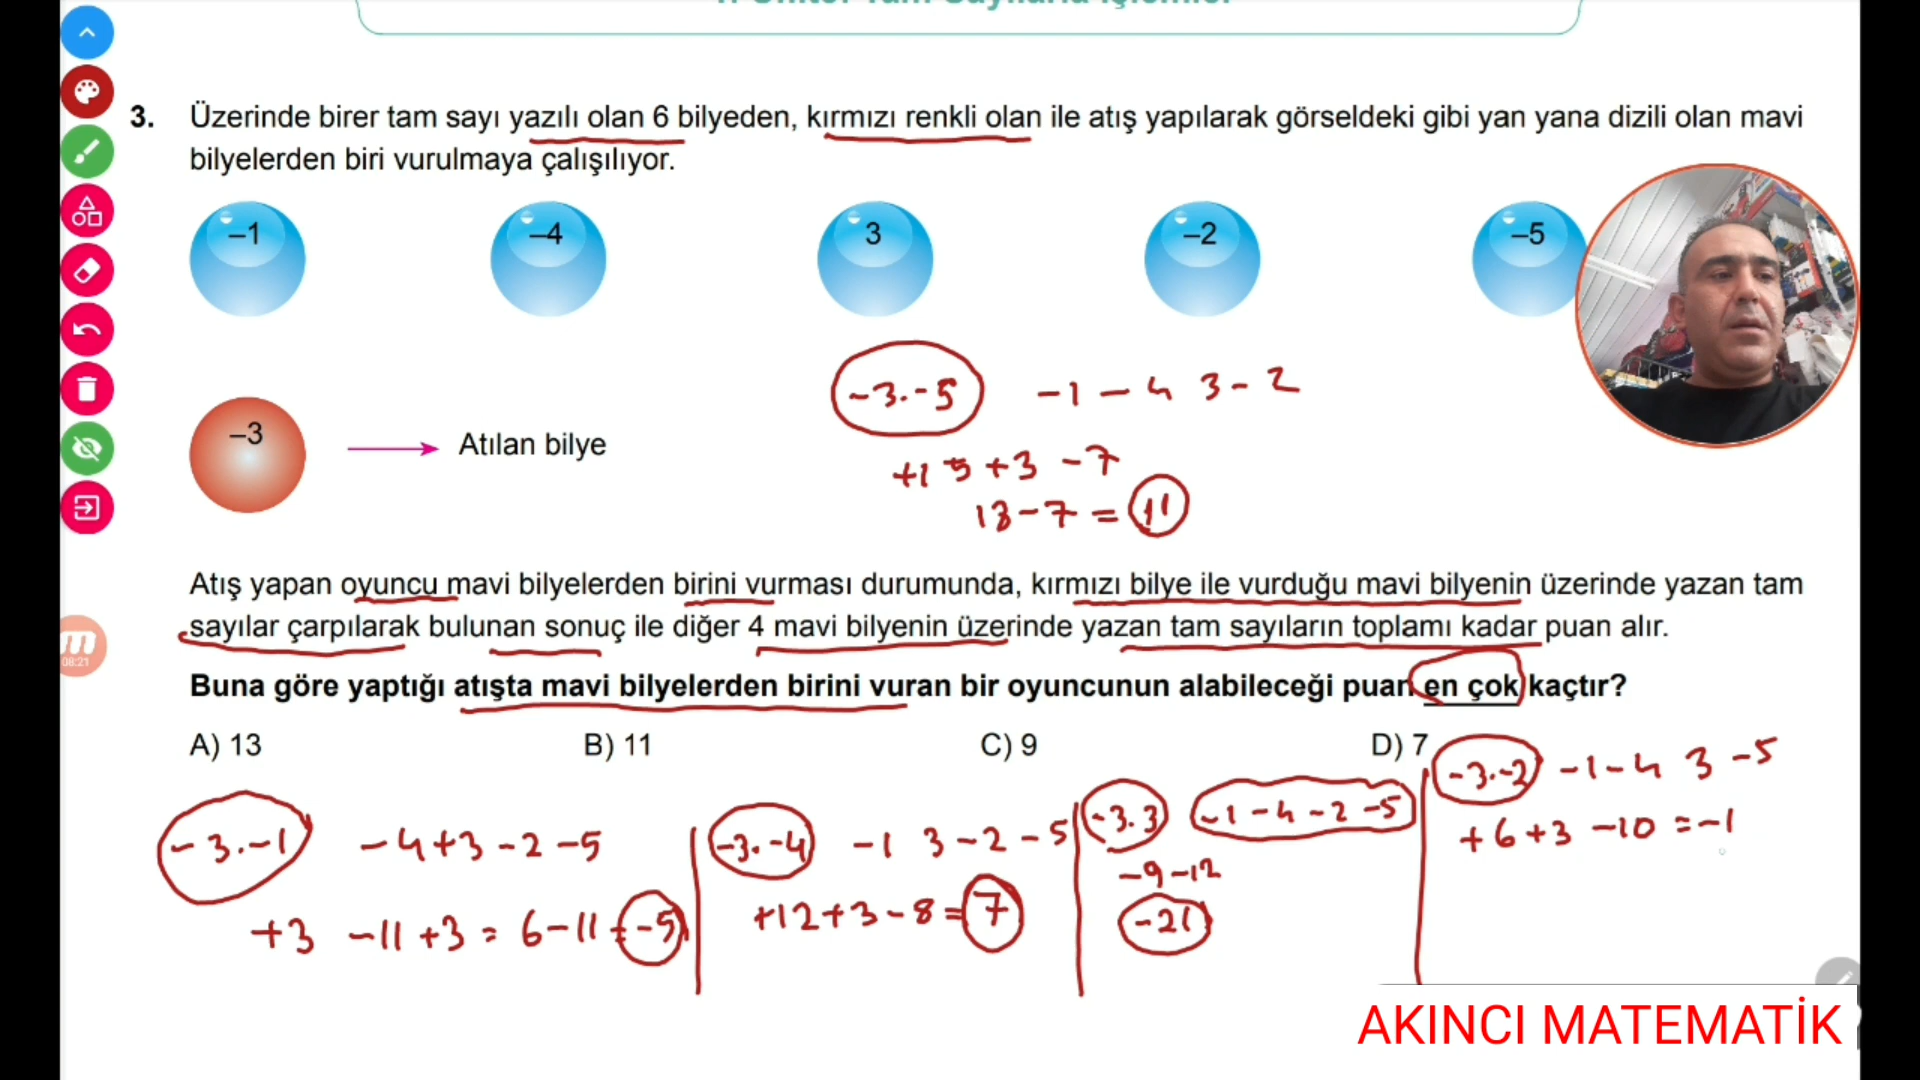 3. Üzerinde birer tam sayı yazılı olan 6 bilyeden, kırmızı renkli olan ile atış yapılarak görseldeki gibi yan yana dizili olan mavi
bilyelerden biri vurulmaya çalışılıyor.
–1 –4 3 –2 –5
-3.-5 -1-4 3-2
–3 Atılan bilye
+15+3-7
18-7=11
Atış yapan oyuncu mavi bilyelerden birini vurması durumunda, kırmızı bilye ile vurduğu mavi bilyenin üzerinde yazan tam
sayılar çarpılarak bulunan sonuç ile diğer 4 mavi bilyenin üzerinde yazan tam sayıların toplamı kadar puan alır.
m
08:21
Buna göre yaptığı atışta mavi bilyelerden birini vuran bir oyuncunun alabileceği puan en çok kaçtır?
A) 13 B) 11 C) 9 D) 7
-3.-1 -4+3-2-5
+3 -11+3= 6-11=-5
-3.-4 -1 3-2-5
+12+3-8=7
-3.3 -1-4-2-5
-9-12
-21
-3.-2 -1-4 3 -5
+6+3-10=-1
AKINCI MATEMATİK